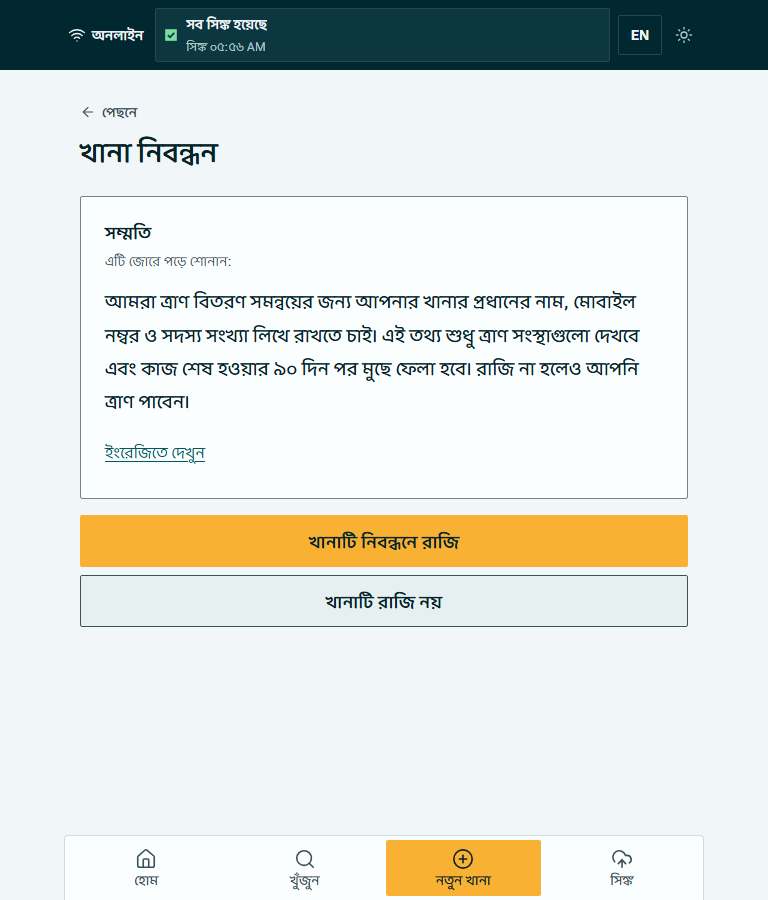 অনলাইন
সব সিঙ্ক হয়েছে
সিঙ্ক ০৫:৫৬ AM
EN
পেছনে
খানা নিবন্ধন
সম্মতি
এটি জোরে পড়ে শোনান:
আমরা ত্রাণ বিতরণ সমন্বয়ের জন্য আপনার খানার প্রধানের নাম, মোবাইল
নম্বর ও সদস্য সংখ্যা লিখে রাখতে চাই। এই তথ্য শুধু ত্রাণ সংস্থাগুলো দেখবে
এবং কাজ শেষ হওয়ার ৯০ দিন পর মুছে ফেলা হবে। রাজি না হলেও আপনি
ত্রাণ পাবেন।
ইংরেজিতে দেখুন
খানাটি নিবন্ধনে রাজি
খানাটি রাজি নয়
হোম
খুঁজুন
নতুন খানা
সিঙ্ক